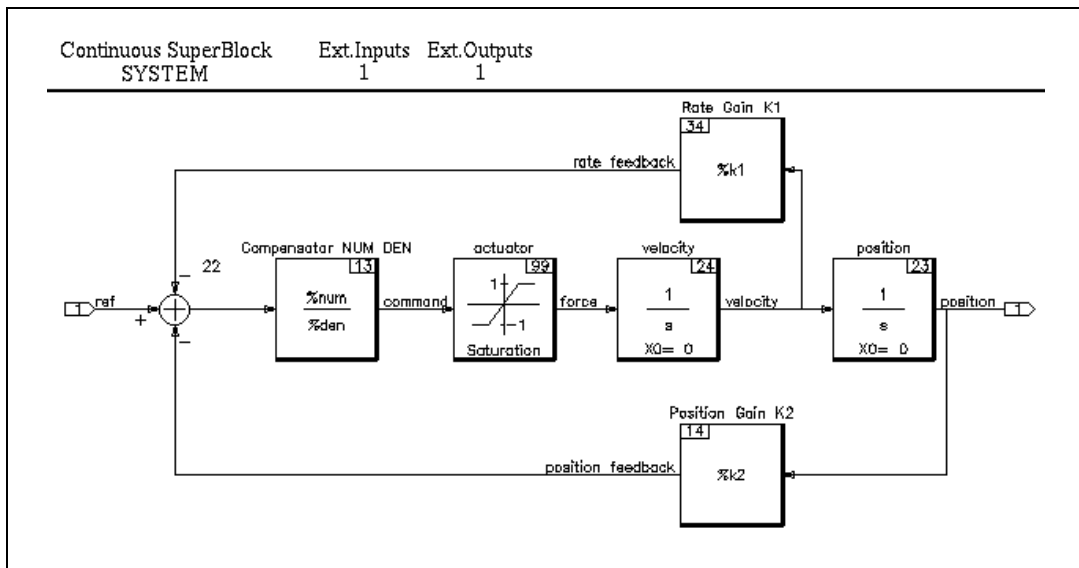 Continuous SuperBlock Ext.Inputs Ext.Outputs
SYSTEM 1 1
Rate Gain K1
34
rate feedback
%k1
Compensator NUM DEN
actuator
velocity
position
22
13
99
24
23
1
ref
+
−
−
%num
%den
command
1
−1
Saturation
force
1
s
X0= 0
velocity
1
s
X0= 0
position
1
Position Gain K2
14
position feedback
%k2